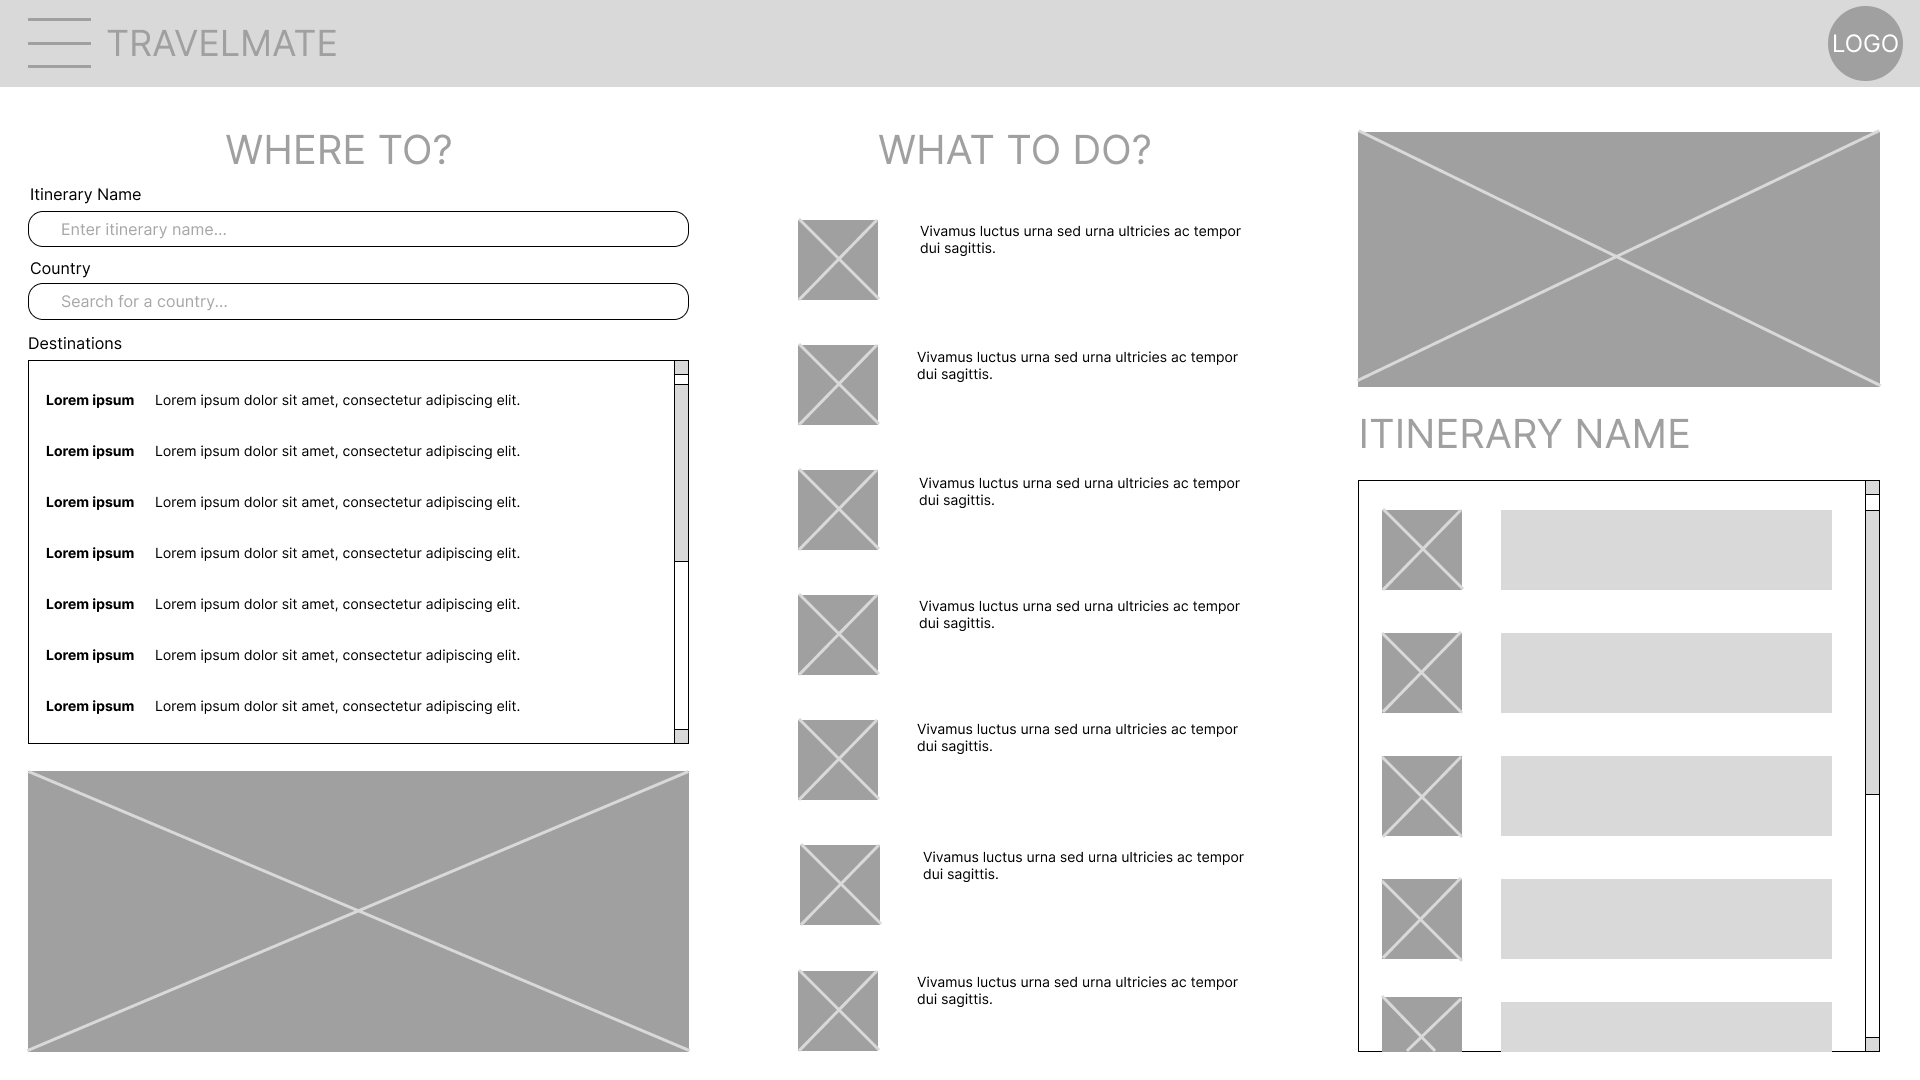 TRAVELMATE
LOGO
WHERE TO?
Itinerary Name
Enter itinerary name...
Country
Search for a country...
Destinations
Lorem ipsum Lorem ipsum dolor sit amet, consectetur adipiscing elit.
Lorem ipsum Lorem ipsum dolor sit amet, consectetur adipiscing elit.
Lorem ipsum Lorem ipsum dolor sit amet, consectetur adipiscing elit.
Lorem ipsum Lorem ipsum dolor sit amet, consectetur adipiscing elit.
Lorem ipsum Lorem ipsum dolor sit amet, consectetur adipiscing elit.
Lorem ipsum Lorem ipsum dolor sit amet, consectetur adipiscing elit.
Lorem ipsum Lorem ipsum dolor sit amet, consectetur adipiscing elit.
WHAT TO DO?
Vivamus luctus urna sed urna ultricies ac tempor
dui sagittis.
Vivamus luctus urna sed urna ultricies ac tempor
dui sagittis.
Vivamus luctus urna sed urna ultricies ac tempor
dui sagittis.
Vivamus luctus urna sed urna ultricies ac tempor
dui sagittis.
Vivamus luctus urna sed urna ultricies ac tempor
dui sagittis.
Vivamus luctus urna sed urna ultricies ac tempor
dui sagittis.
Vivamus luctus urna sed urna ultricies ac tempor
dui sagittis.
ITINERARY NAME